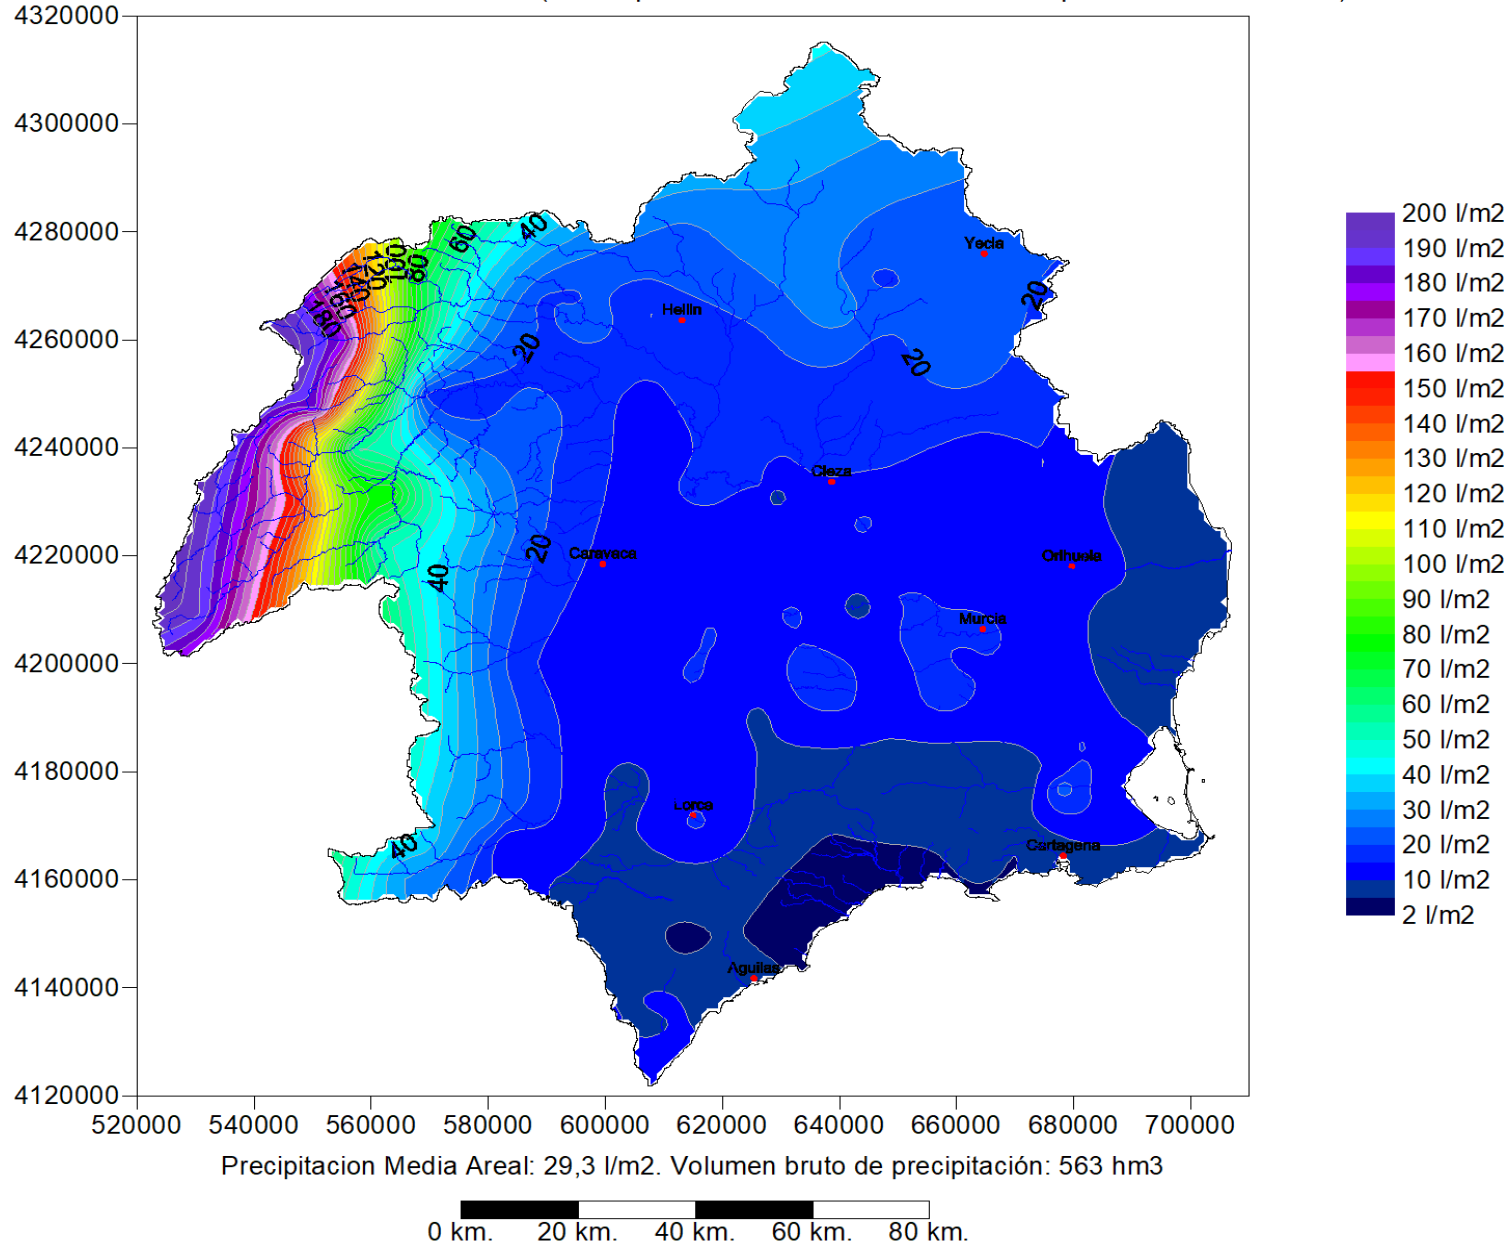 4320000
4300000
4280000
4260000
4240000
4220000
4200000
4180000
4160000
4140000
4120000
520000 540000 560000 580000 600000 620000 640000 660000 680000 700000
60
40
80
120
140
160
180
20
20
20
20
40
40
Yecla
Hellin
Cieza
Caravaca
Orihuela
Murcia
Lorca
Cartagena
Aguilas
200 l/m2
190 l/m2
180 l/m2
170 l/m2
160 l/m2
150 l/m2
140 l/m2
130 l/m2
120 l/m2
110 l/m2
100 l/m2
90 l/m2
80 l/m2
70 l/m2
60 l/m2
50 l/m2
40 l/m2
30 l/m2
20 l/m2
10 l/m2
2 l/m2
Precipitacion Media Areal: 29,3 l/m2. Volumen bruto de precipitación: 563 hm3
0 km. 20 km. 40 km. 60 km. 80 km.